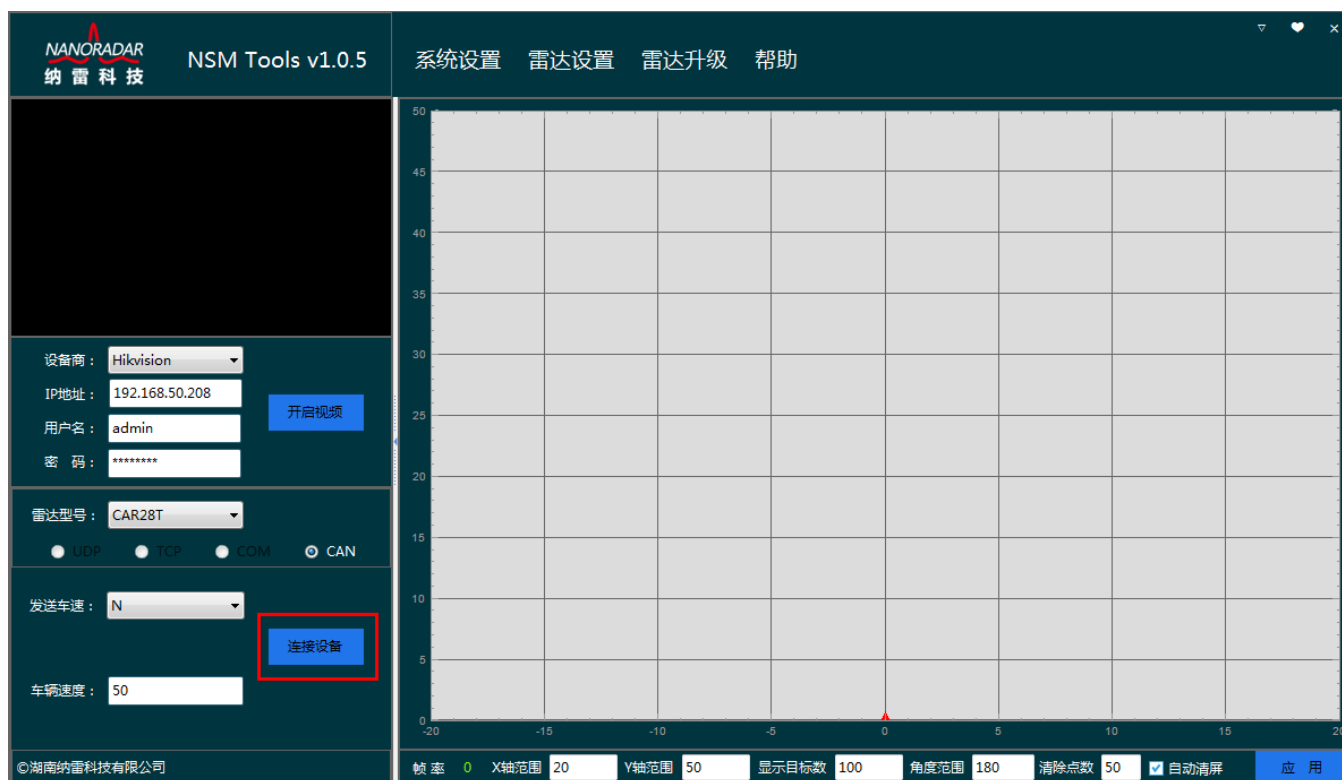 NANORADAR
纳雷科技
NSM Tools v1.0.5
系统设置 雷达设置 雷达升级 帮助
设备商： Hikvision
IP地址： 192.168.50.208
开启视频
用户名： admin
密 码： ********
雷达型号： CAR28T
UDP TCP COM CAN
发送车速： N
连接设备
车辆速度： 50
©湖南纳雷科技有限公司
50
45
40
35
30
25
20
15
10
5
0
-20 -15 -10 -5 0 5 10 15 20
帧率 0 X轴范围 20 Y轴范围 50 显示目标数 100 角度范围 180 清除点数 50 自动清屏 应 用